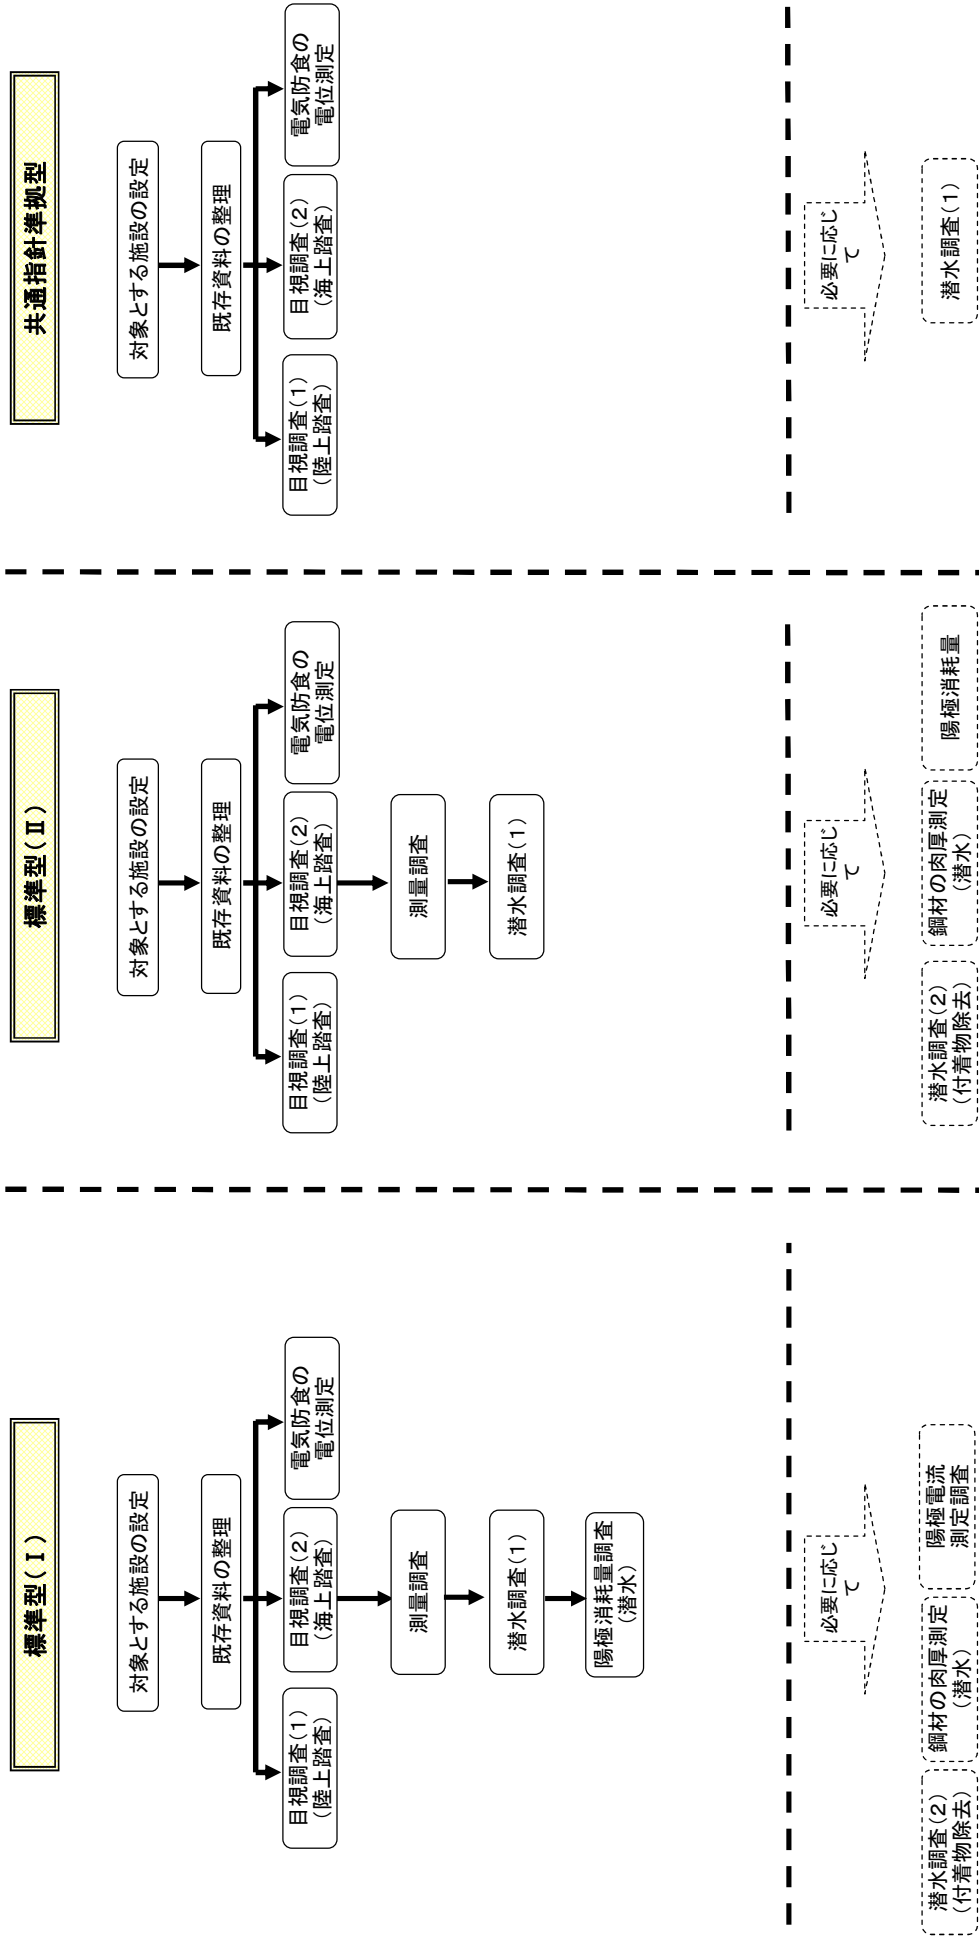 標準型(Ⅰ)
対象とする施設の設定
既存資料の整理
目視調査(1)
(陸上踏査)
目視調査(2)
(海上踏査)
電気防食の
電位測定
測量調査
潜水調査(1)
陽極消耗量調査
(潜水)
必要に応じ
て
潜水調査(2)
(付着物除去)
鋼材の肉厚測定
(潜水)
陽極電流
測定調査
標準型(Ⅱ)
対象とする施設の設定
既存資料の整理
目視調査(1)
(陸上踏査)
目視調査(2)
(海上踏査)
電気防食の
電位測定
測量調査
潜水調査(1)
必要に応じ
て
潜水調査(2)
(付着物除去)
鋼材の肉厚測定
(潜水)
陽極消耗量
共通指針準拠型
対象とする施設の設定
既存資料の整理
目視調査(1)
(陸上踏査)
目視調査(2)
(海上踏査)
電気防食の
電位測定
必要に応じ
て
潜水調査(1)